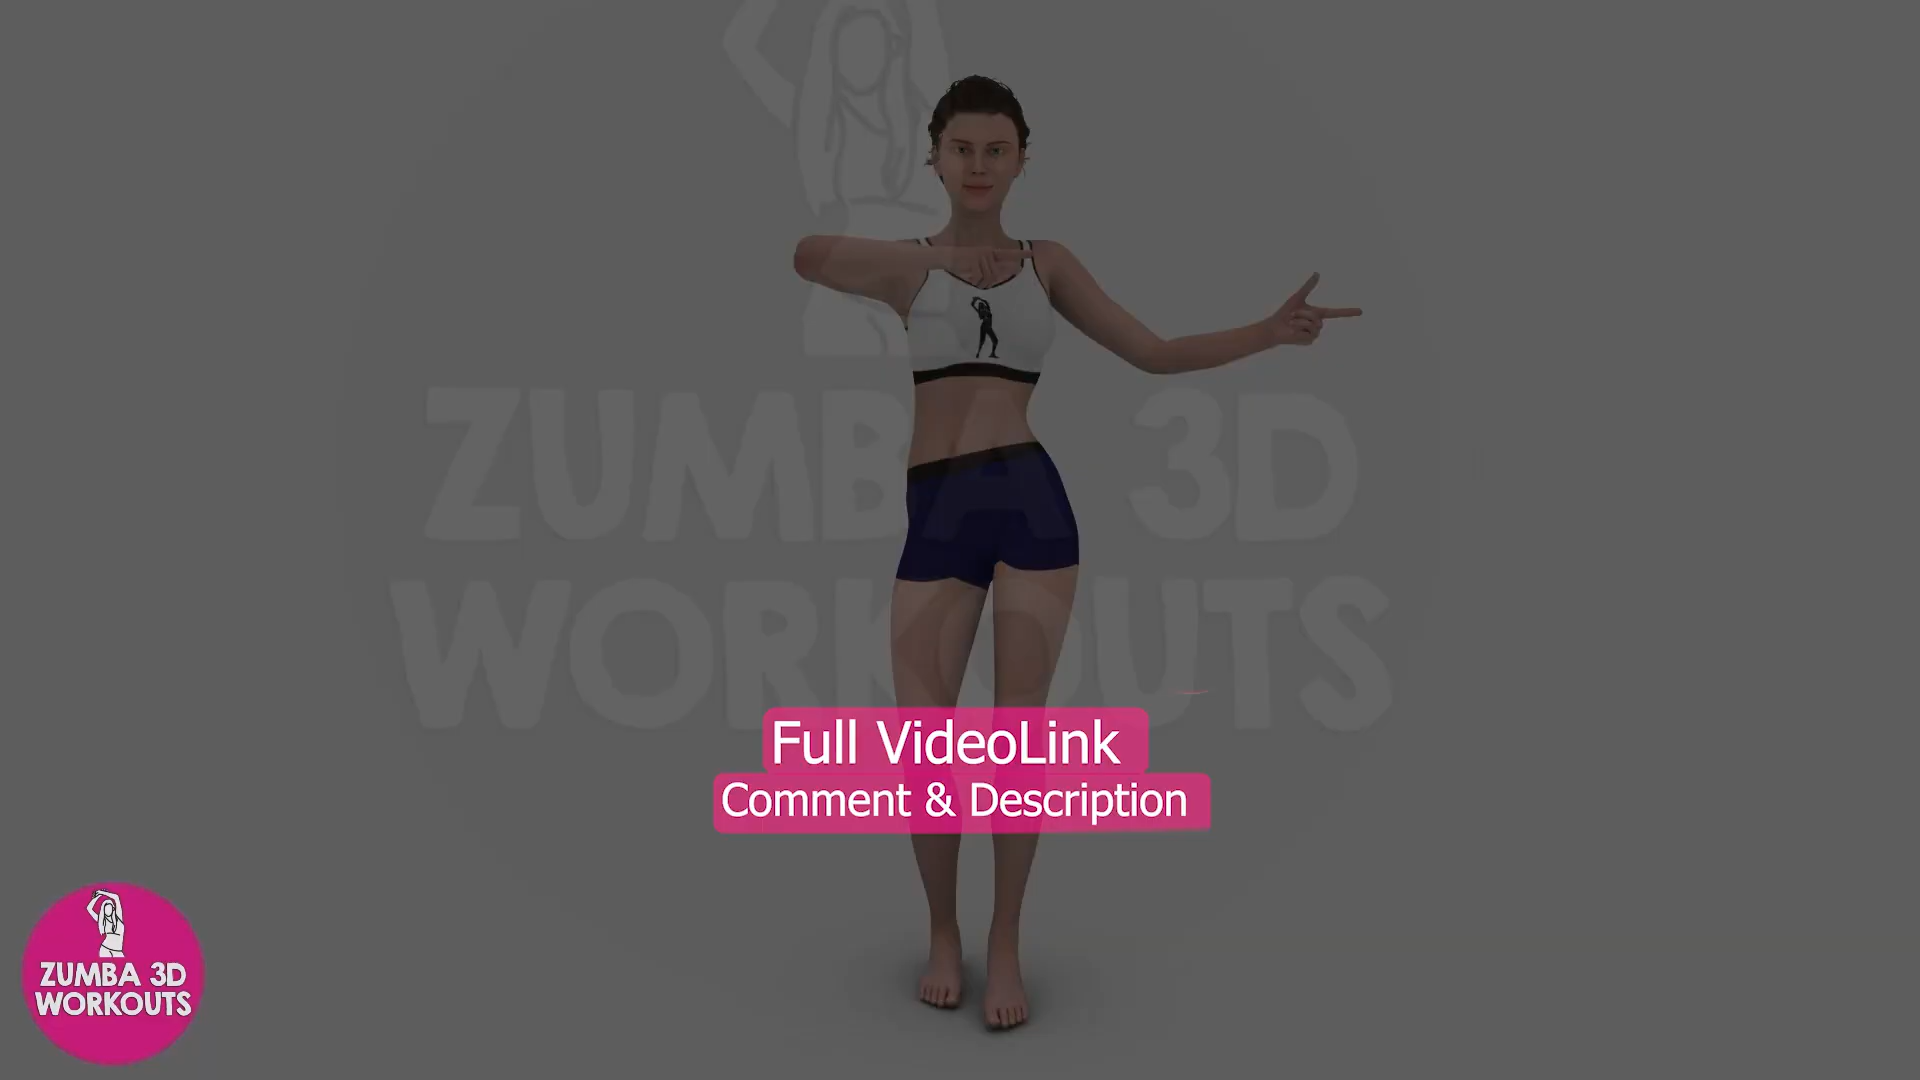 ZUMBA 3D
WORKOUTS
Full VideoLink
Comment & Description
ZUMBA 3D
WORKOUTS